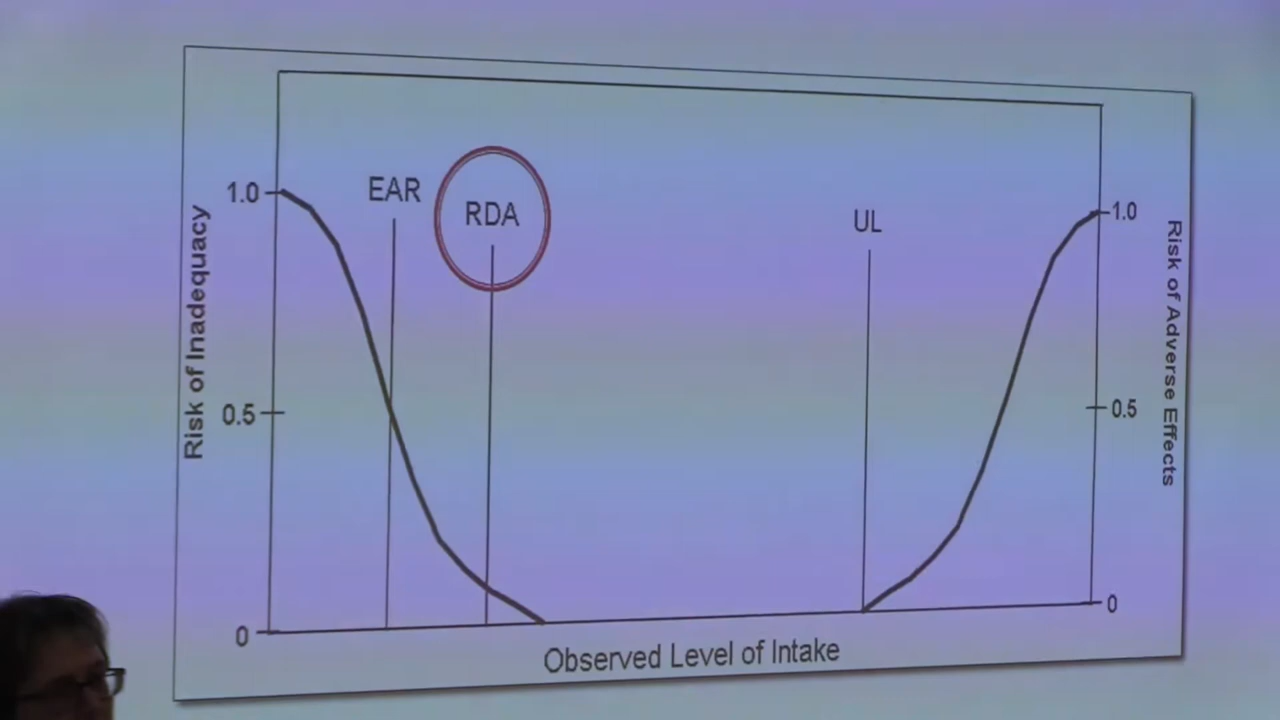 EAR
RDA
UL
1.0
0.5
0
Risk of Inadequacy
1.0
0.5
0
Risk of Adverse Effects
Observed Level of Intake